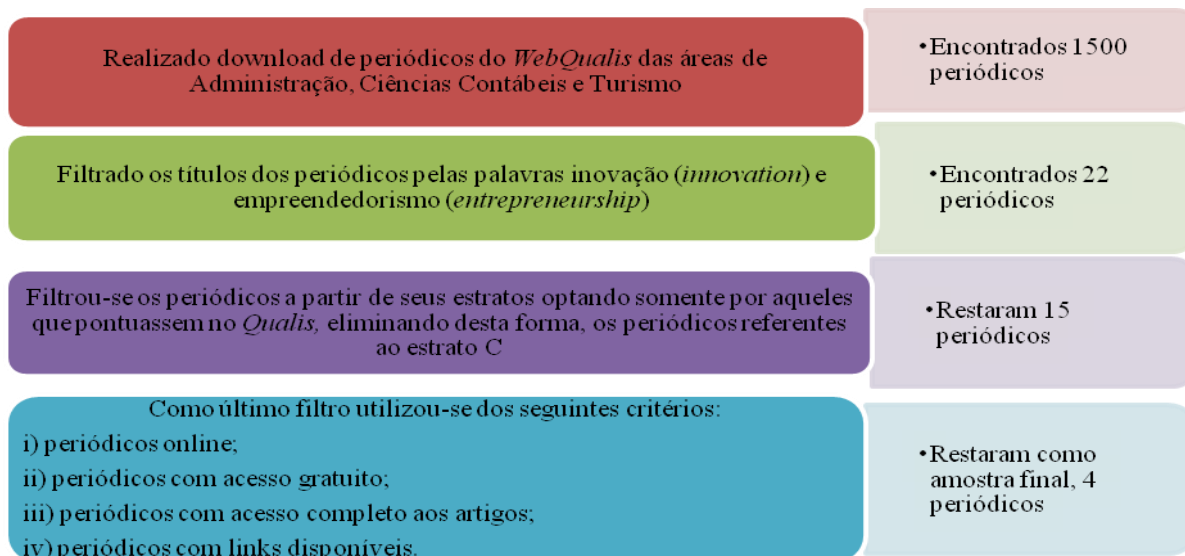 Realizado download de periódicos do WebQualis das áreas de
Administração, Ciências Contábeis e Turismo
•Encontrados 1500
periódicos
Filtrado os títulos dos periódicos pelas palavras inovação (innovation) e
empreendedorismo (entrepreneurship)
•Encontrados 22
periódicos
Filtrou-se os periódicos a partir de seus estratos optando somente por aqueles
que pontuassem no Qualis, eliminando desta forma, os periódicos referentes
ao estrato C
•Restaram 15
periódicos
Como último filtro utilizou-se dos seguintes critérios:
i) periódicos online;
ii) periódicos com acesso gratuito;
iii) periódicos com acesso completo aos artigos;
iv) periódicos com links disponíveis.
•Restaram como
amostra final, 4
periódicos